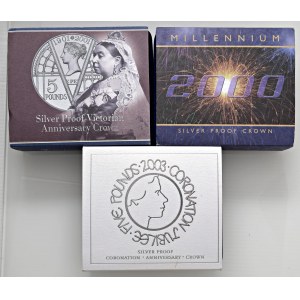 5
POUNDS
Silver Proof Victorian
Anniversary Crown
MILLENNIUM
2000
SILVER PROOF CROWN
CORONATION JUBILEE · FIVE POUNDS · 2003
SILVER PROOF
CORONATION · ANNIVERSARY · CROWN